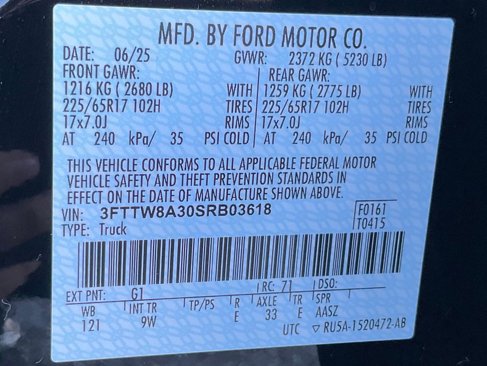 MFD. BY FORD MOTOR CO.
DATE: 06/25 GVWR: 2372 KG ( 5230 LB)
FRONT GAWR: REAR GAWR:
1216 KG ( 2680 LB) WITH 1259 KG ( 2775 LB) WITH
225/65R17 102H TIRES 225/65R17 102H TIRES
17x7.0J RIMS 17x7.0J RIMS
AT 240 kPa/ 35 PSI COLD AT 240 kPa/ 35 PSI COLD
THIS VEHICLE CONFORMS TO ALL APPLICABLE FEDERAL MOTOR
VEHICLE SAFETY AND THEFT PREVENTION STANDARDS IN
EFFECT ON THE DATE OF MANUFACTURE SHOWN ABOVE.
VIN: 3FTTW8A30SRB03618 F0161
TYPE: Truck T0415
EXT PNT: G1 RC: 71 DSO:
WB INT TR TP/PS R AXLE TR SPR
121 9W E 33 E AASZ
UTC ▽ RU5A-1520472-AB